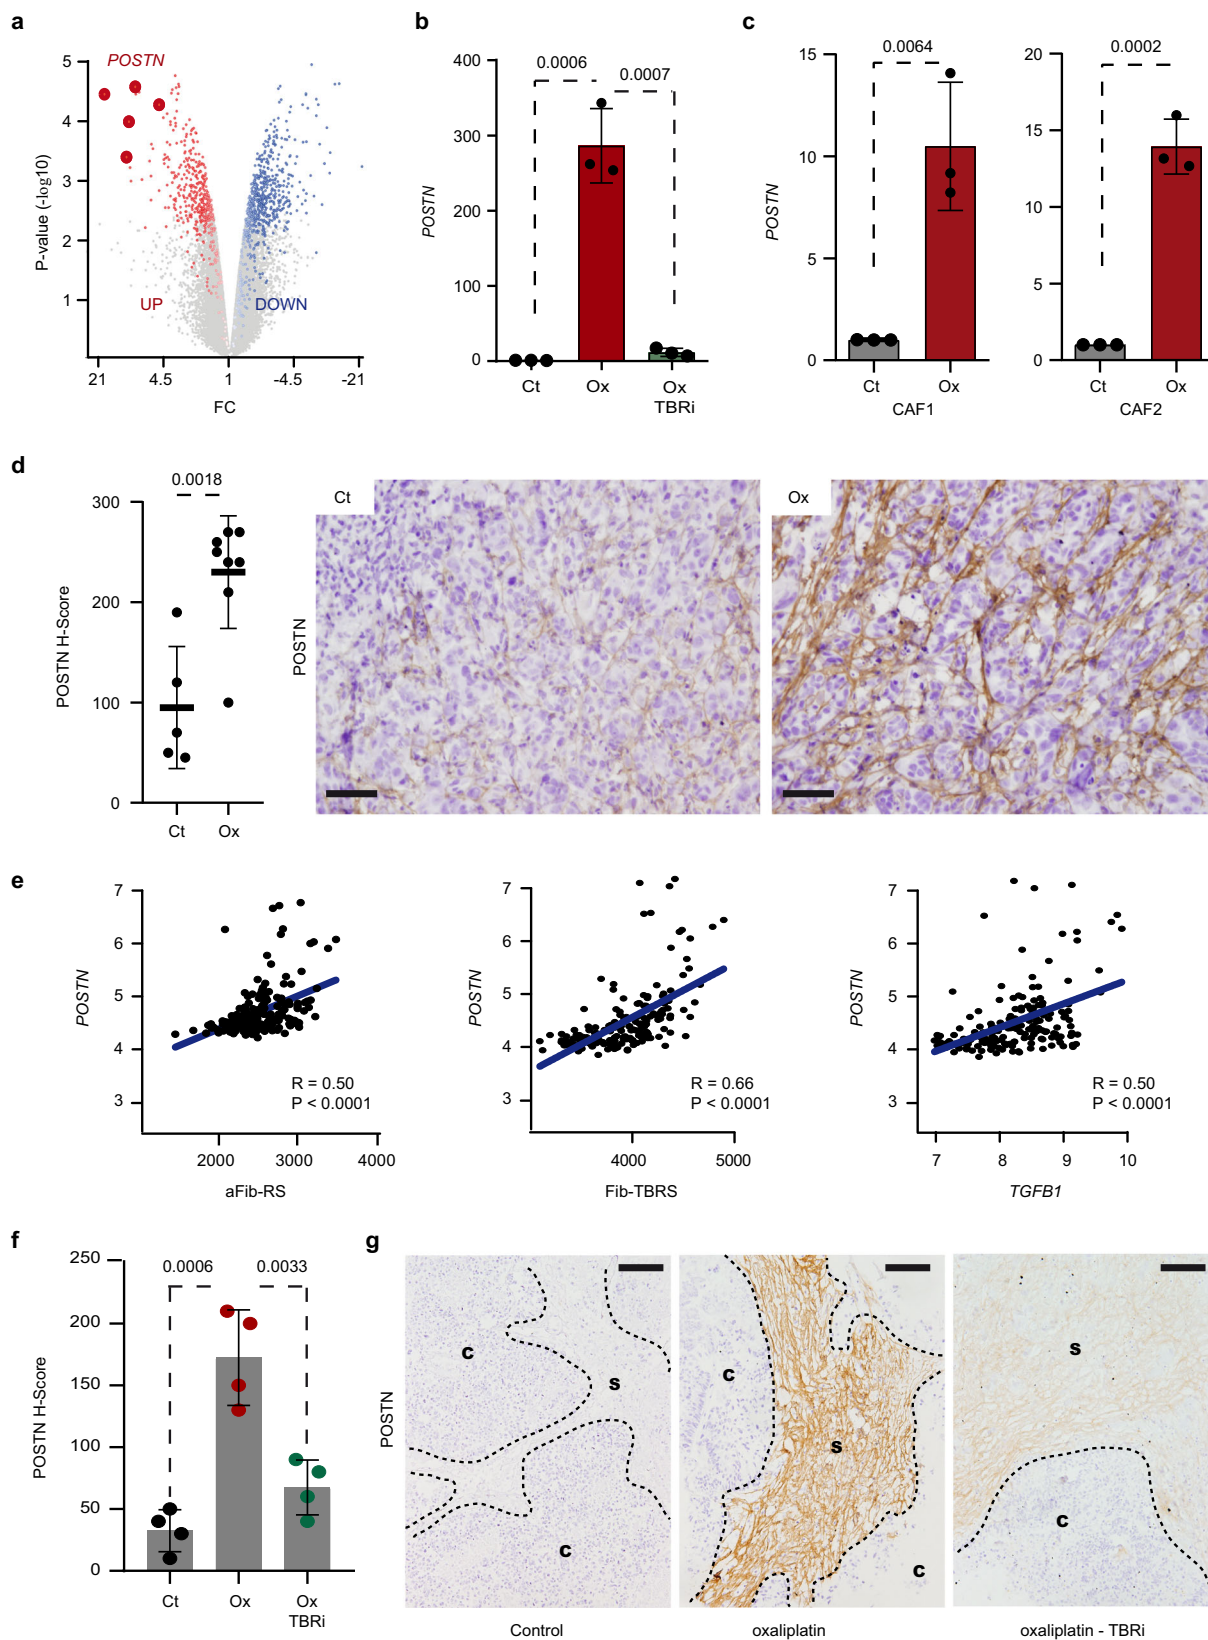 a
POSTN
5
4
3
2
1
P-value (-log10)
UP
DOWN
21
4.5
1
-4.5
-21
FC
b
0.0006
0.0007
400
300
200
100
0
POSTN
Ct
Ox
Ox
TBRi
c
0.0064
15
10
5
0
POSTN
Ct
Ox
CAF1
0.0002
20
15
10
5
0
Ct
Ox
CAF2
d
0.0018
300
200
100
0
POSTN H-Score
Ct
Ox
POSTN
Ct
Ox
e
7
6
5
4
3
POSTN
R = 0.50
P < 0.0001
2000
3000
4000
aFib-RS
7
6
5
4
3
POSTN
R = 0.66
P < 0.0001
4000
5000
Fib-TBRS
7
6
5
4
3
POSTN
R = 0.50
P < 0.0001
7
8
9
10
TGFB1
f
0.0006
0.0033
250
200
150
100
50
0
POSTN H-Score
Ct
Ox
Ox
TBRi
g
POSTN
c
s
c
Control
c
s
c
oxaliplatin
s
c
oxaliplatin - TBRi